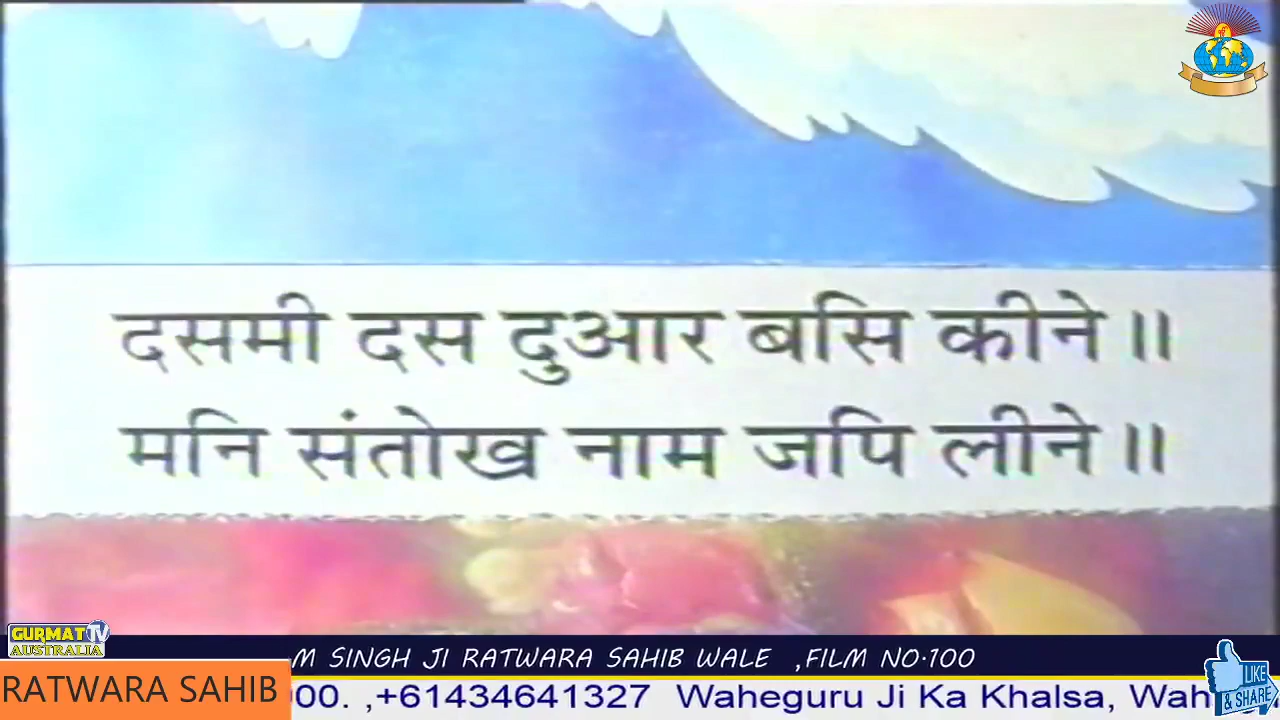 दसमी दस दुआर बसि कीने॥
मनि संतोख नाम जपि लीने॥
GURMAT TV
AUSTRALIA
M SINGH JI RATWARA SAHIB WALE ,FILM NO.100
RATWARA SAHIB
000. ,+61434641327 Waheguru Ji Ka Khalsa, Wah
LIKE
& SHARE